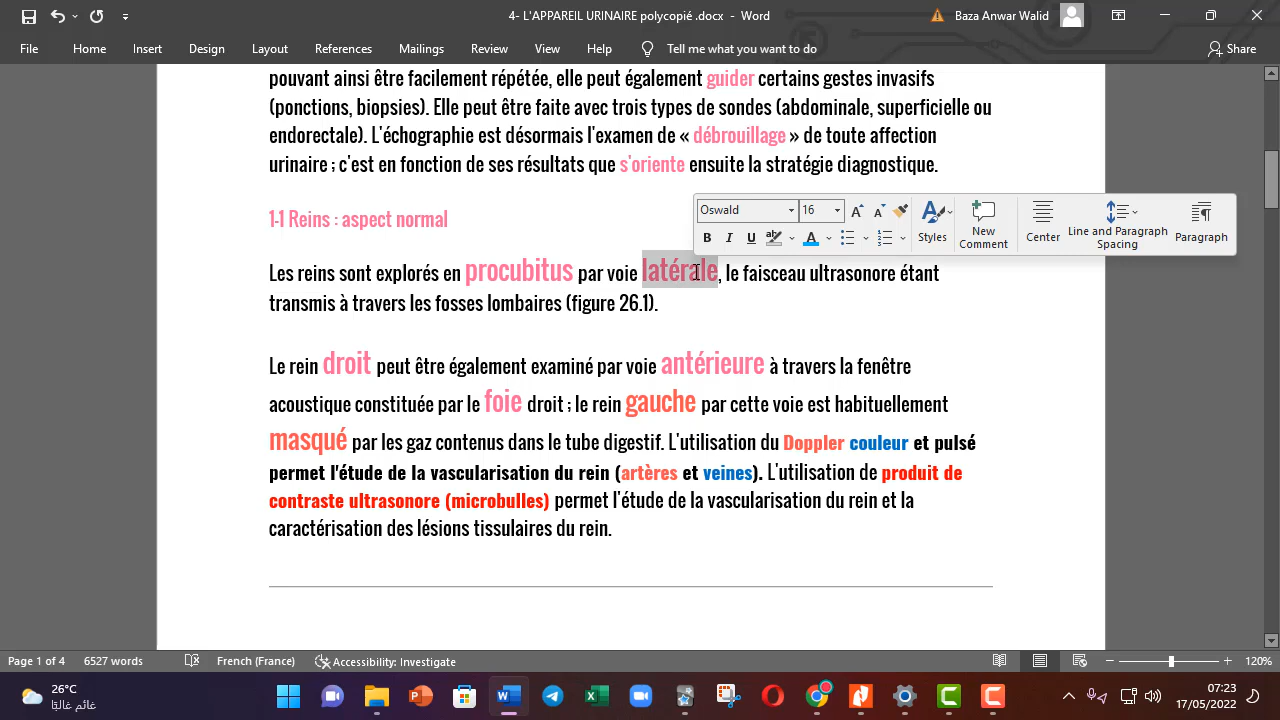 4- L'APPAREIL URINAIRE polycopié .docx - Word
Baza Anwar Walid
File Home Insert Design Layout References Mailings Review View Help Tell me what you want to do Share
pouvant ainsi être facilement répétée, elle peut également guider certains gestes invasifs
(ponctions, biopsies). Elle peut être faite avec trois types de sondes (abdominale, superficielle ou
endorectale). L'échographie est désormais l'examen de « débrouillage » de toute affection
urinaire ; c'est en fonction de ses résultats que s'oriente ensuite la stratégie diagnostique.
1-1 Reins : aspect normal
Oswald 16
Styles New Comment Center Line and Paragraph Spacing Paragraph
Les reins sont explorés en procubitus par voie latérale, le faisceau ultrasonore étant
transmis à travers les fosses lombaires (figure 26.1).
Le rein droit peut être également examiné par voie antérieure à travers la fenêtre
acoustique constituée par le foie droit ; le rein gauche par cette voie est habituellement
masqué par les gaz contenus dans le tube digestif. L'utilisation du Doppler couleur et pulsé
permet l'étude de la vascularisation du rein (artères et veines). L'utilisation de produit de
contraste ultrasonore (microbulles) permet l'étude de la vascularisation du rein et la
caractérisation des lésions tissulaires du rein.
Page 1 of 4 6527 words French (France) Accessibility: Investigate 120%
26°C
غائم غالبًا
07:23
17/05/2022